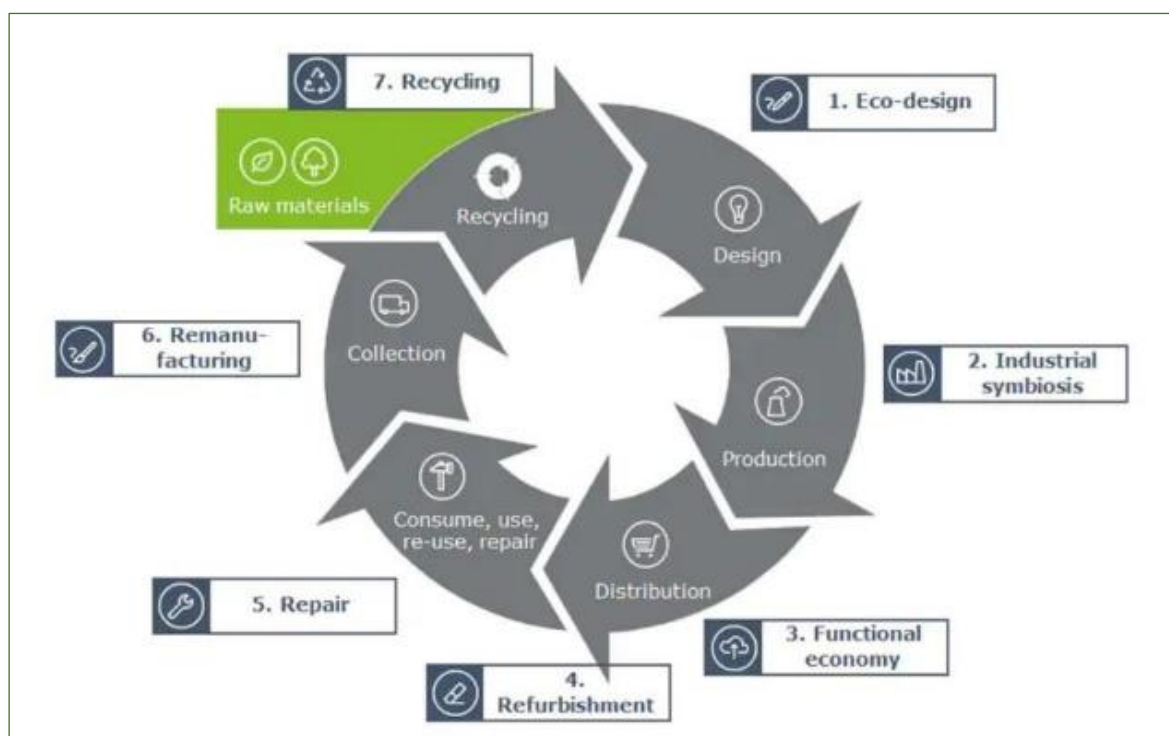 7. Recycling
1. Eco-design
Raw materials
Recycling
Design
6. Remanu-
facturing
Collection
2. Industrial
symbiosis
Production
Consume, use,
re-use, repair
Distribution
5. Repair
3. Functional
economy
4.
Refurbishment